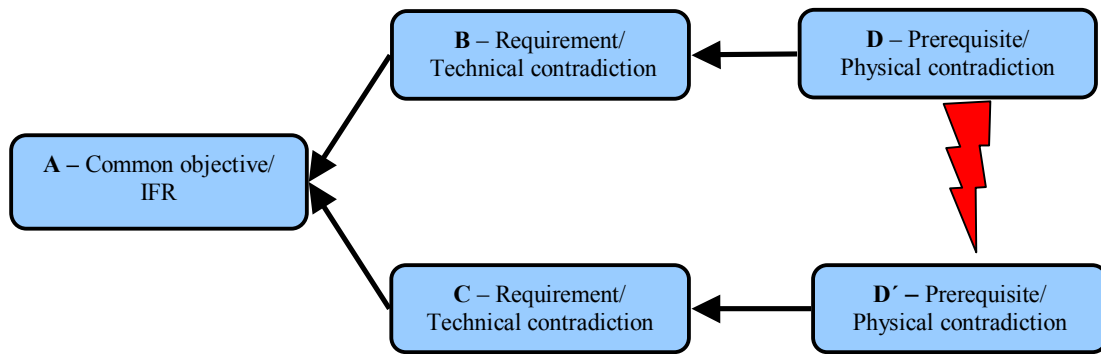 B – Requirement/
Technical contradiction
D – Prerequisite/
Physical contradiction
A – Common objective/
IFR
C – Requirement/
Technical contradiction
D´ – Prerequisite/
Physical contradiction